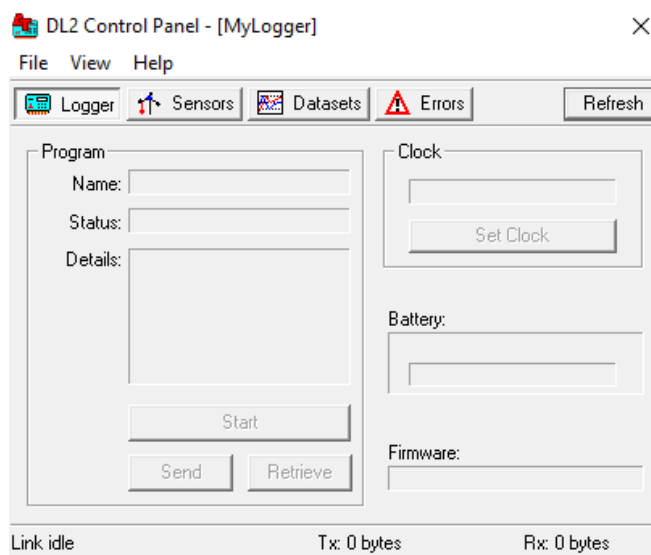 DL2 Control Panel - [MyLogger]
File View Help
Logger Sensors Datasets Errors Refresh
Program
Name:
Status:
Details:
Start
Send Retrieve
Clock
Set Clock
Battery:
Firmware:
Link idle Tx: 0 bytes Rx: 0 bytes